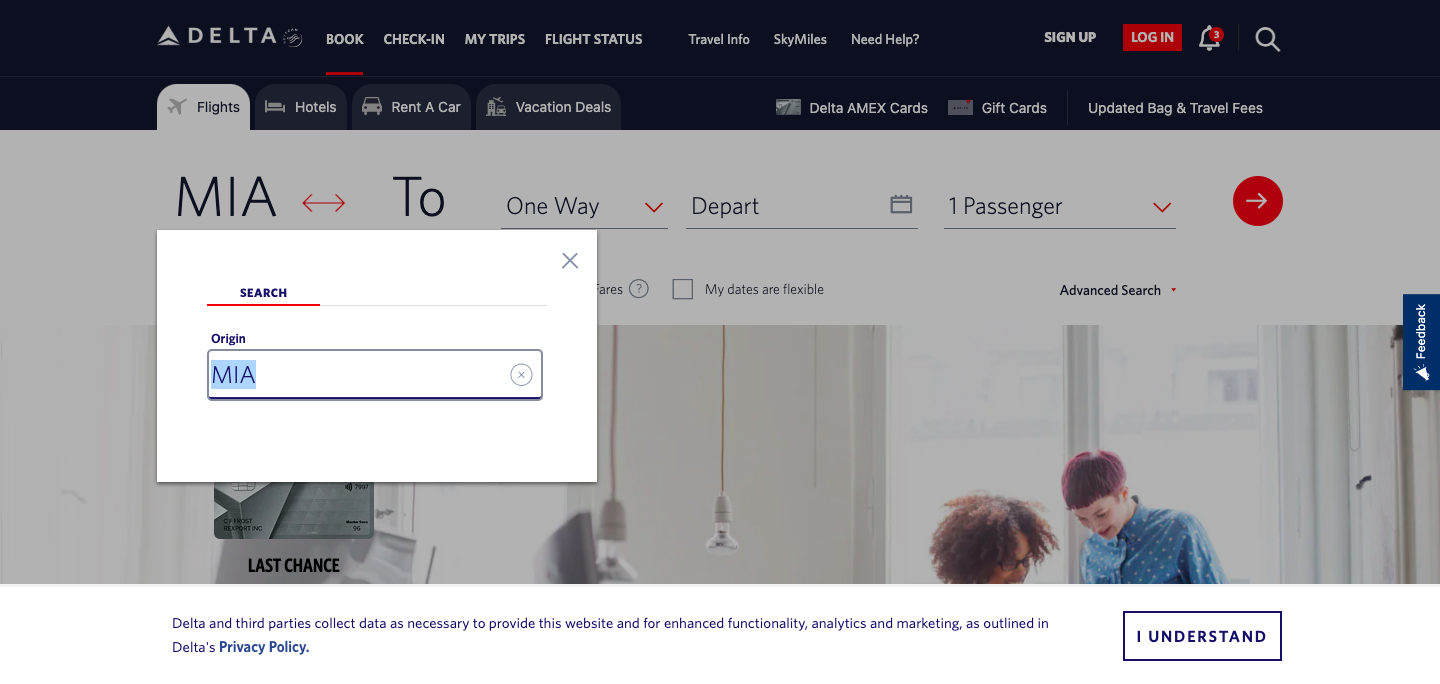 DELTA
BOOK
CHECK-IN
MY TRIPS
FLIGHT STATUS
Travel Info
SkyMiles
Need Help?
SIGN UP
LOG IN
3
Flights
Hotels
Rent A Car
Vacation Deals
Delta AMEX Cards
Gift Cards
Updated Bag & Travel Fees
MIA
To
One Way
Depart
1 Passenger
SEARCH
Fares
?
My dates are flexible
Advanced Search
Feedback
Origin
MIA
7997
C F FROST
96
LAST CHANCE
Delta and third parties collect data as necessary to provide this website and for enhanced functionality, analytics and marketing, as outlined in
Delta's Privacy Policy.
I UNDERSTAND